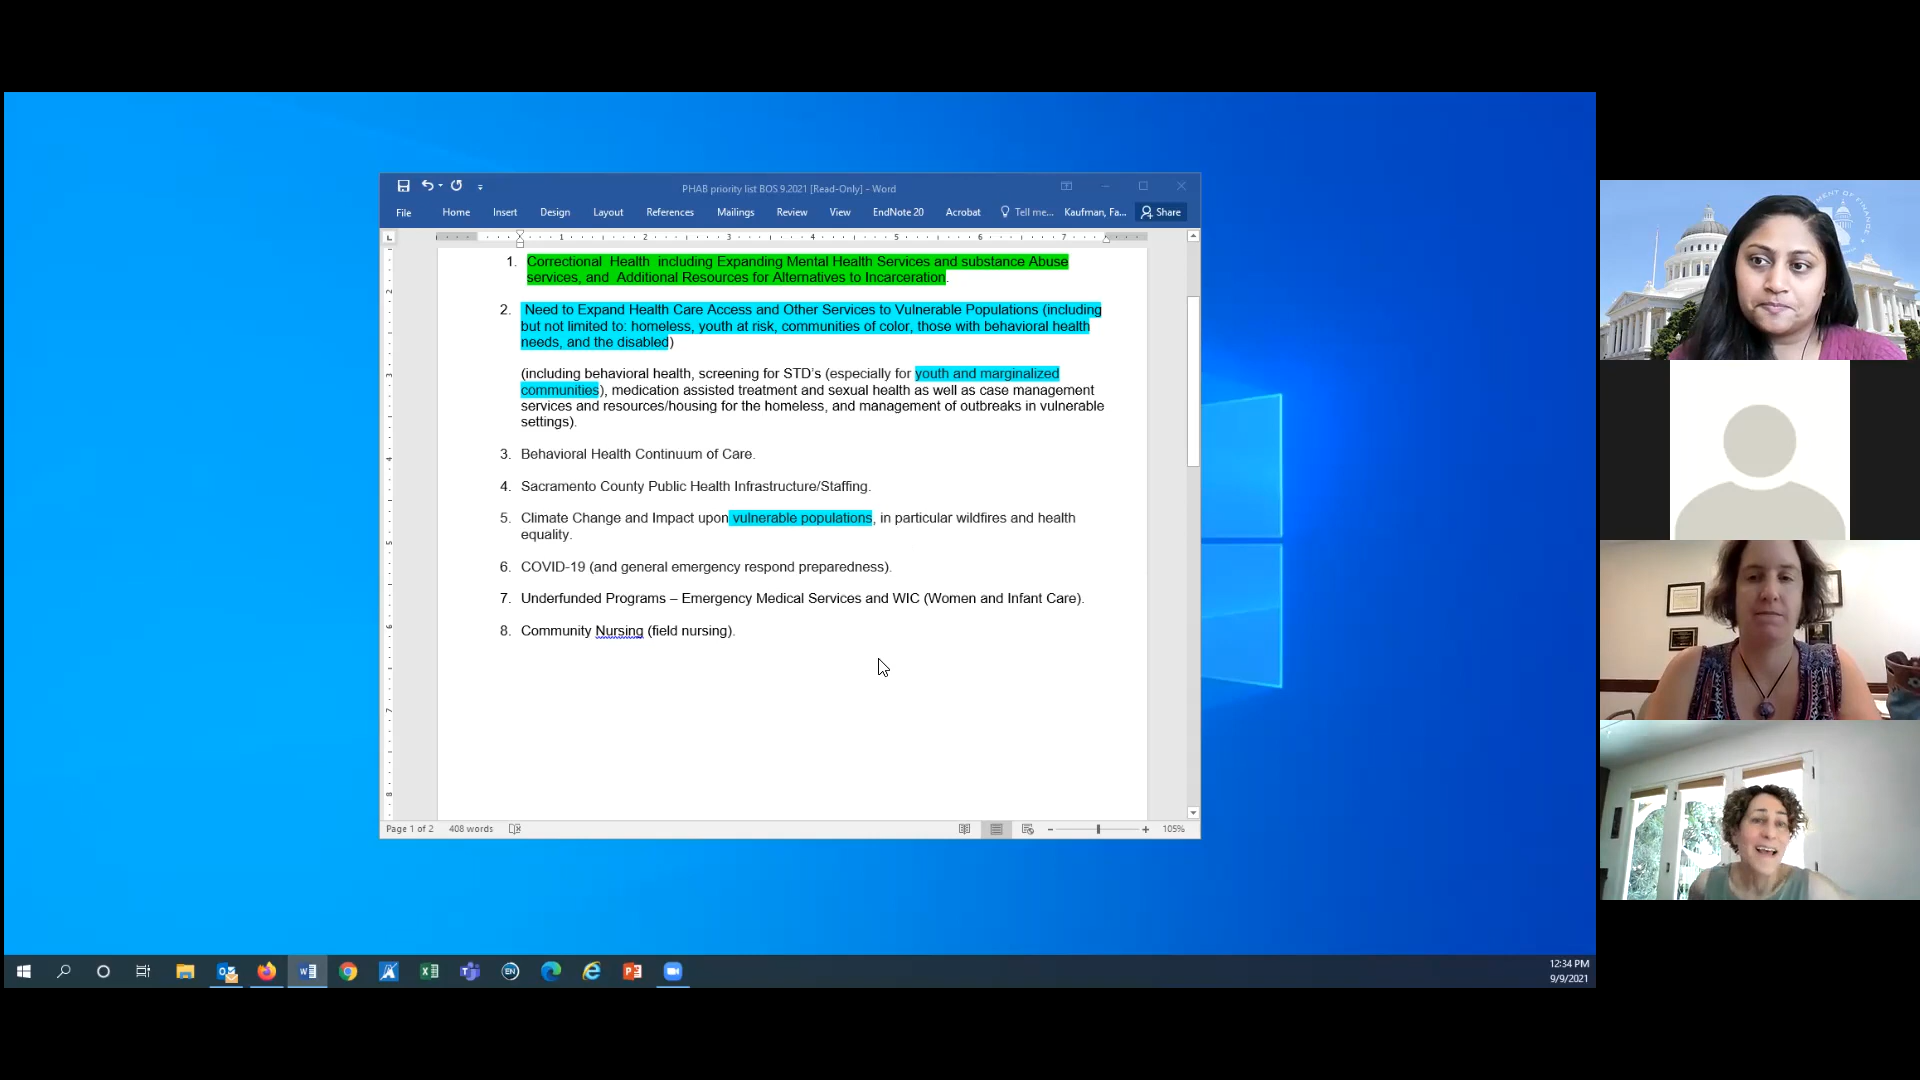 PHAB priority list BOS 9.2021 [Read-Only] – Word
File Home Insert Design Layout References Mailings Review View EndNote 20 Acrobat Tell me... Kaufman, Fa... Share
1 2 3 4 5 6 7
1. Correctional Health including Expanding Mental Health Services and substance Abuse
services, and Additional Resources for Alternatives to Incarceration.
2. Need to Expand Health Care Access and Other Services to Vulnerable Populations (including
but not limited to: homeless, youth at risk, communities of color, those with behavioral health
needs, and the disabled)
(including behavioral health, screening for STD’s (especially for youth and marginalized
communities), medication assisted treatment and sexual health as well as case management
services and resources/housing for the homeless, and management of outbreaks in vulnerable
settings).
3. Behavioral Health Continuum of Care.
4. Sacramento County Public Health Infrastructure/Staffing.
5. Climate Change and Impact upon vulnerable populations, in particular wildfires and health
equality.
6. COVID-19 (and general emergency respond preparedness).
7. Underfunded Programs – Emergency Medical Services and WIC (Women and Infant Care).
8. Community Nursing (field nursing).
Page 1 of 2 408 words 105%
12:34 PM
9/9/2021